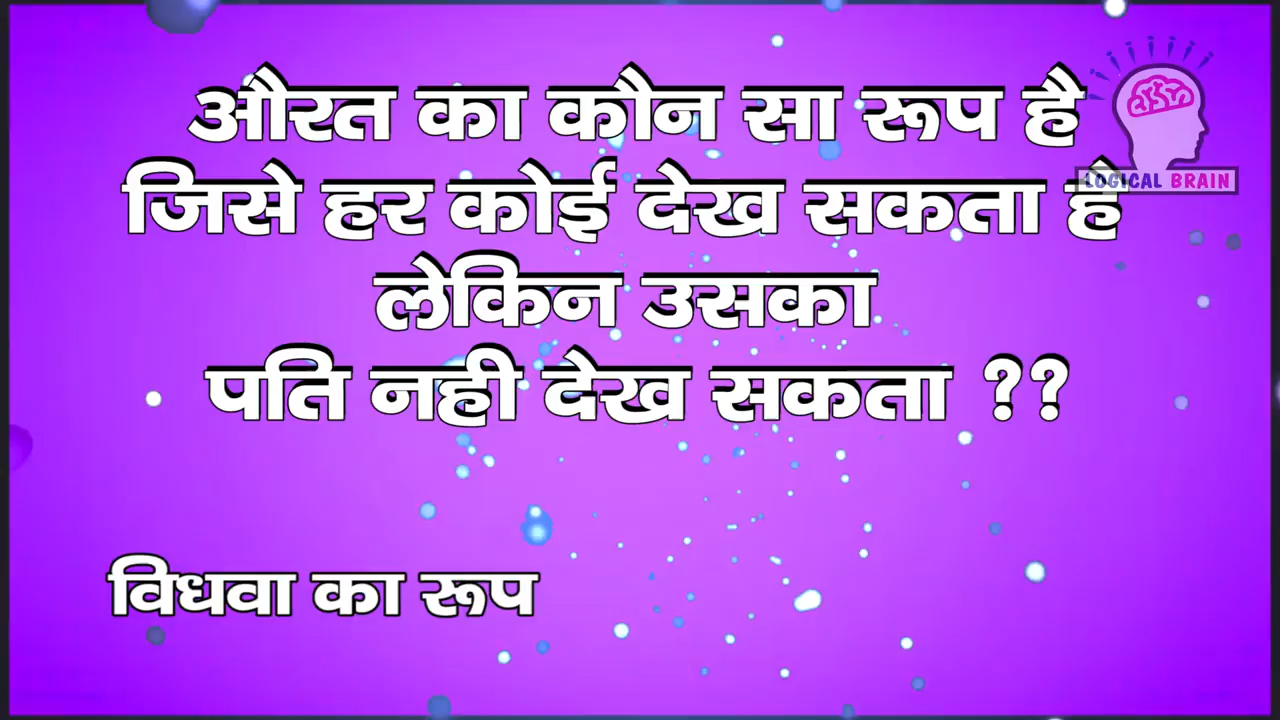 औरत का कौन सा रूप है
जिसे हर कोई देख सकता है
लेकिन उसका
पति नही देख सकता ??
विधवा का रूप
LOGICAL BRAIN